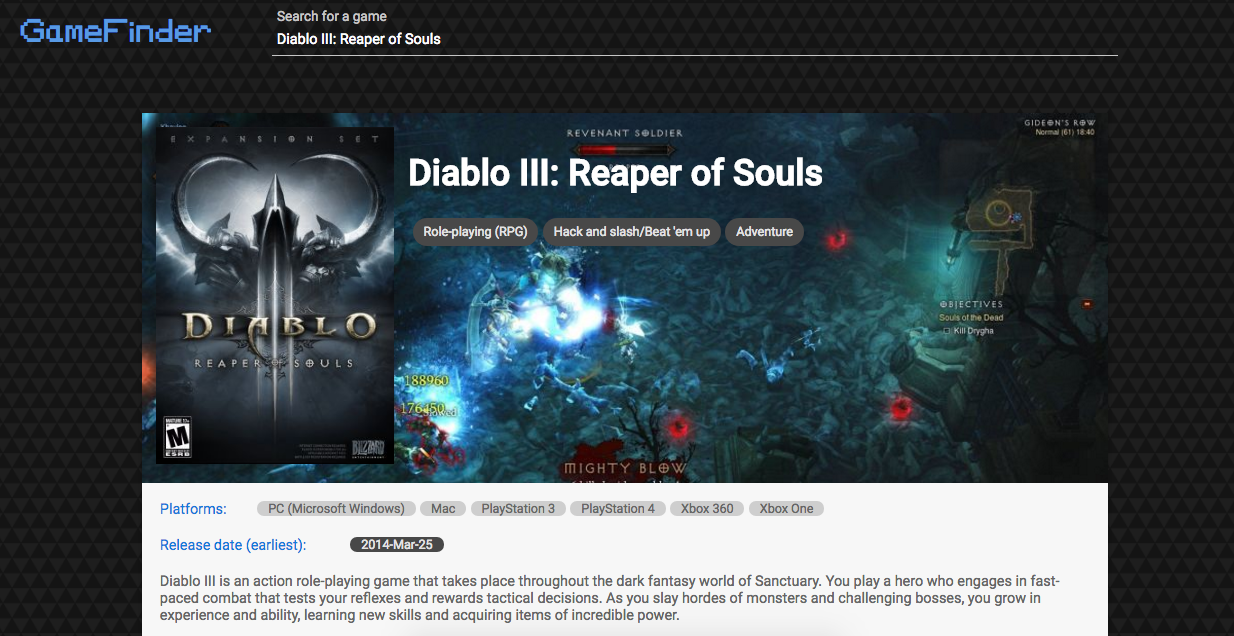 GameFinder
Search for a game
Diablo III: Reaper of Souls
EXPANSION SET
DIABLO
REAPER OF SOULS
MATURE 17+
M
ESRB
BLIZZARD
ENTERTAINMENT
REVENANT SOLDIER
Diablo III: Reaper of Souls
Role-playing (RPG) Hack and slash/Beat 'em up Adventure
GIDEON'S ROW
Normal (61) 18:40
OBJECTIVES
Souls of the Dead
Kill Drygha
188960
176450
MIGHTY BLOW
Platforms: PC (Microsoft Windows) Mac PlayStation 3 PlayStation 4 Xbox 360 Xbox One
Release date (earliest): 2014-Mar-25
Diablo III is an action role-playing game that takes place throughout the dark fantasy world of Sanctuary. You play a hero who engages in fast-
paced combat that tests your reflexes and rewards tactical decisions. As you slay hordes of monsters and challenging bosses, you grow in
experience and ability, learning new skills and acquiring items of incredible power.